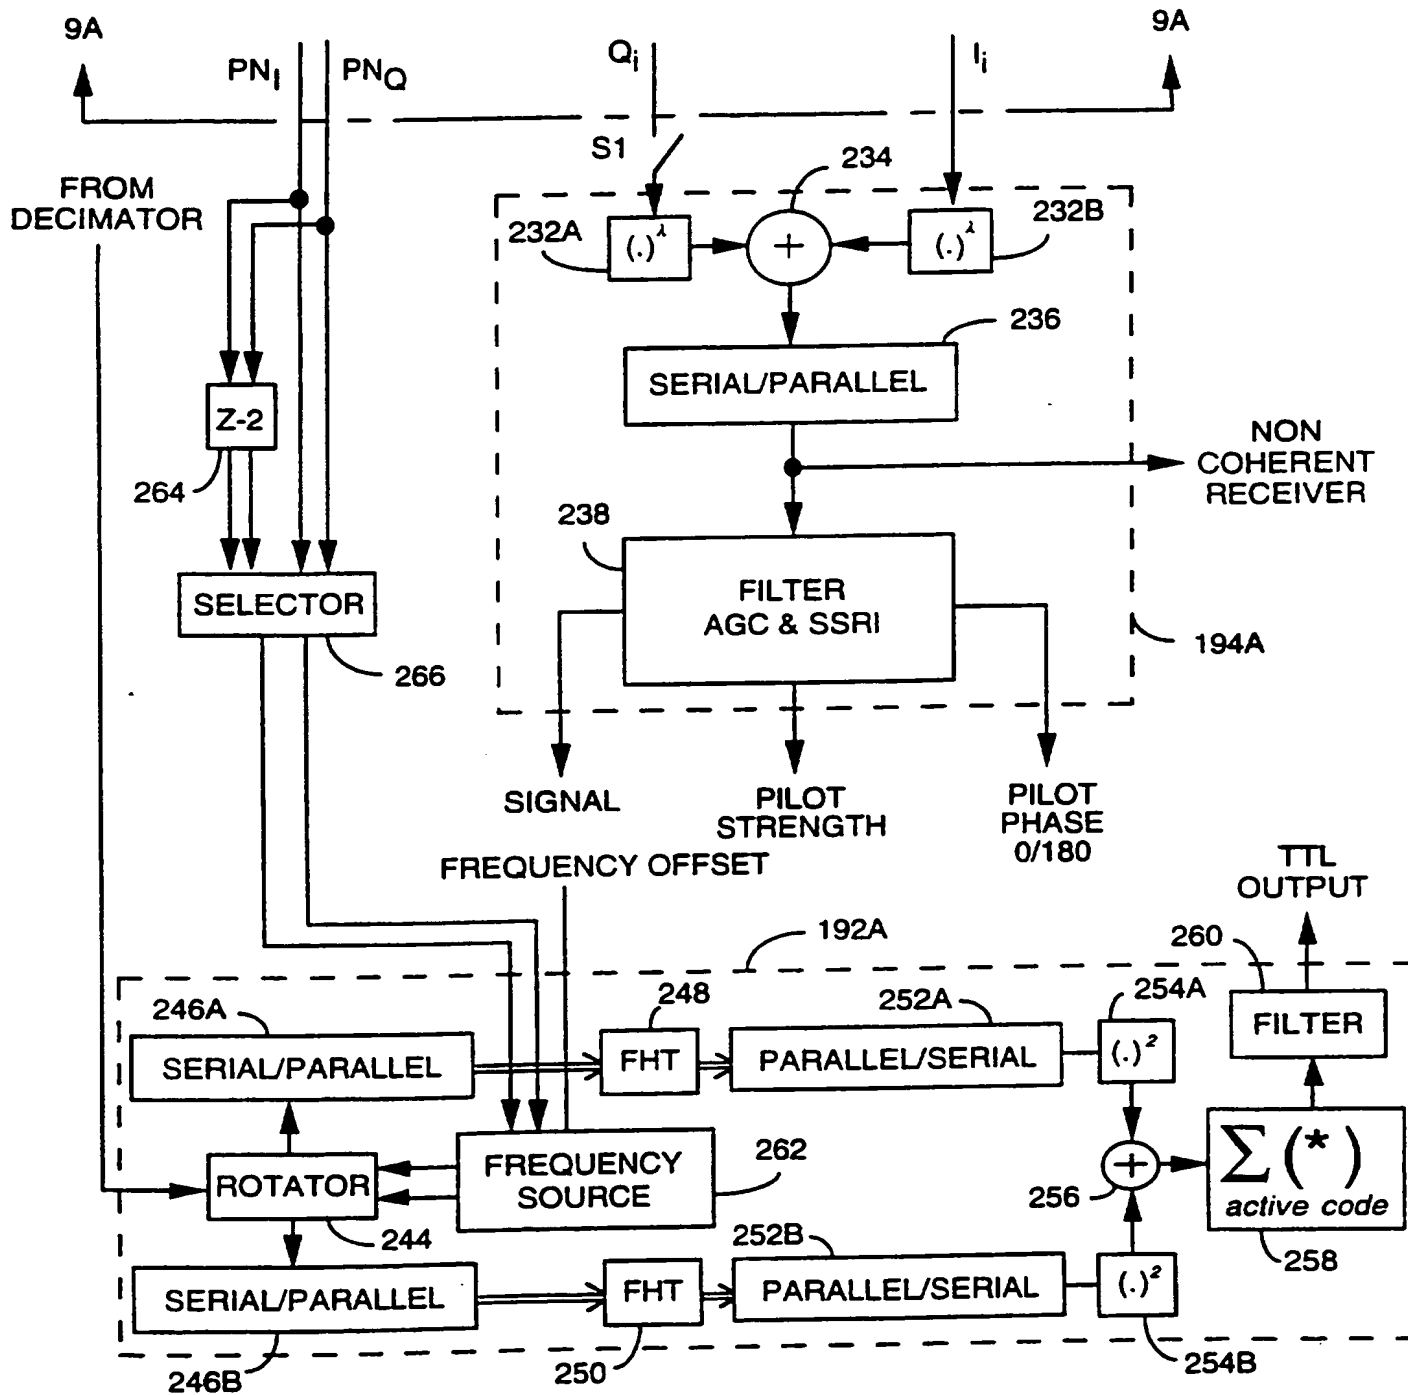 9A
9A
PNI
PNQ
Qi
Ii
S1
234
FROM
DECIMATOR
232A
(.)λ
+
(.)λ
232B
236
SERIAL/PARALLEL
Z-2
264
NON
COHERENT
RECEIVER
238
FILTER
AGC & SSRI
SELECTOR
266
194A
SIGNAL
PILOT
STRENGTH
PILOT
PHASE
0/180
FREQUENCY OFFSET
TTL
OUTPUT
192A
260
246A
248
252A
254A
SERIAL/PARALLEL
FHT
PARALLEL/SERIAL
(.)²
FILTER
ROTATOR
FREQUENCY
SOURCE
262
+
256
Σ(*)
active code
244
252B
258
SERIAL/PARALLEL
FHT
PARALLEL/SERIAL
(.)²
246B
250
254B